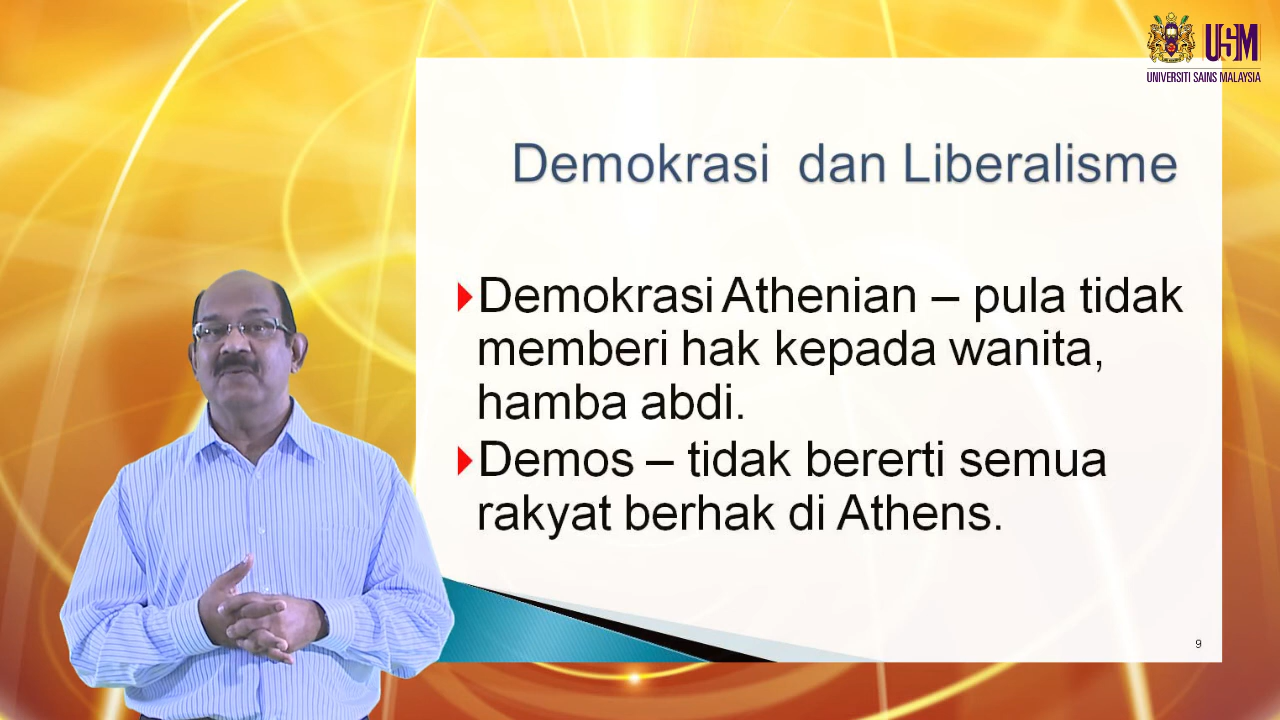 USM
UNIVERSITI SAINS MALAYSIA
Demokrasi dan Liberalisme
Demokrasi Athenian – pula tidak
memberi hak kepada wanita,
hamba abdi.
Demos – tidak bererti semua
rakyat berhak di Athens.
9